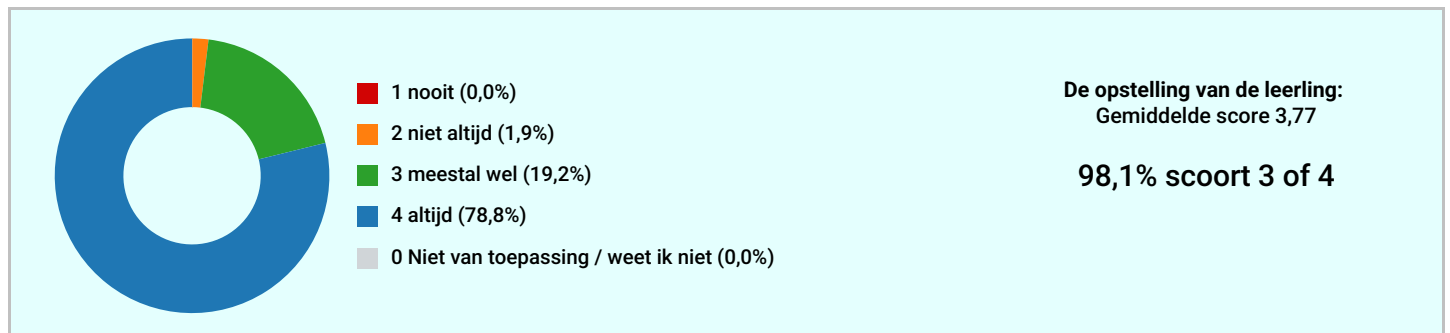 1 nooit (0,0%)
2 niet altijd (1,9%)
3 meestal wel (19,2%)
4 altijd (78,8%)
0 Niet van toepassing / weet ik niet (0,0%)
De opstelling van de leerling:
Gemiddelde score 3,77
98,1% scoort 3 of 4